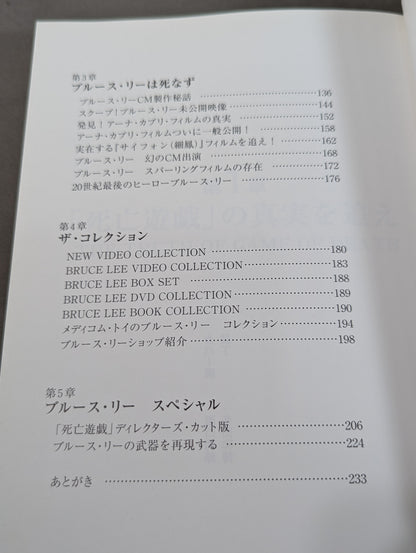 第3章
ブルース・リーは死なず
ブルース・リーCM製作秘話 136
スクープ!ブルース・リー未公開映像 144
発見!アーナ・カプリ・フィルムの真実 152
アーナ・カプリ・フィルムついに一般公開! 158
実在する『サイフォン(細鳳)』フィルムを追え! 162
ブルース・リー 幻のCM出演 168
ブルース・リー スパーリングフィルムの存在 172
20世紀最後のヒーローブルース・リー 176
第4章
ザ・コレクション
NEW VIDEO COLLECTION 180
BRUCE LEE VIDEO COLLECTION 183
BRUCE LEE BOX SET 188
BRUCE LEE DVD COLLECTION 189
BRUCE LEE BOOK COLLECTION 190
メディコム・トイのブルース・リー コレクション 194
ブルース・リーショップ紹介 198
第5章
ブルース・リー スペシャル
「死亡遊戯」ディレクターズ・カット版 206
ブルース・リーの武器を再現する 224
あとがき 233